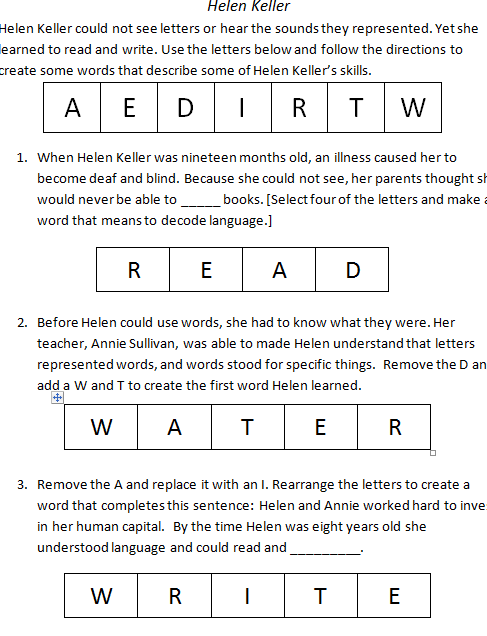 Helen Keller
Helen Keller could not see letters or hear the sounds they represented. Yet she
learned to read and write. Use the letters below and follow the directions to
create some words that describe some of Helen Keller's skills.
A E D I R T W
1. When Helen Keller was nineteen months old, an illness caused her to
become deaf and blind. Because she could not see, her parents thought sh
would never be able to _____ books. [Select four of the letters and make a
word that means to decode language.]
R E A D
2. Before Helen could use words, she had to know what they were. Her
teacher, Annie Sullivan, was able to made Helen understand that letters
represented words, and words stood for specific things. Remove the D an
add a W and T to create the first word Helen learned.
W A T E R
3. Remove the A and replace it with an I. Rearrange the letters to create a
word that completes this sentence: Helen and Annie worked hard to inve
in her human capital. By the time Helen was eight years old she
understood language and could read and _________.
W R I T E